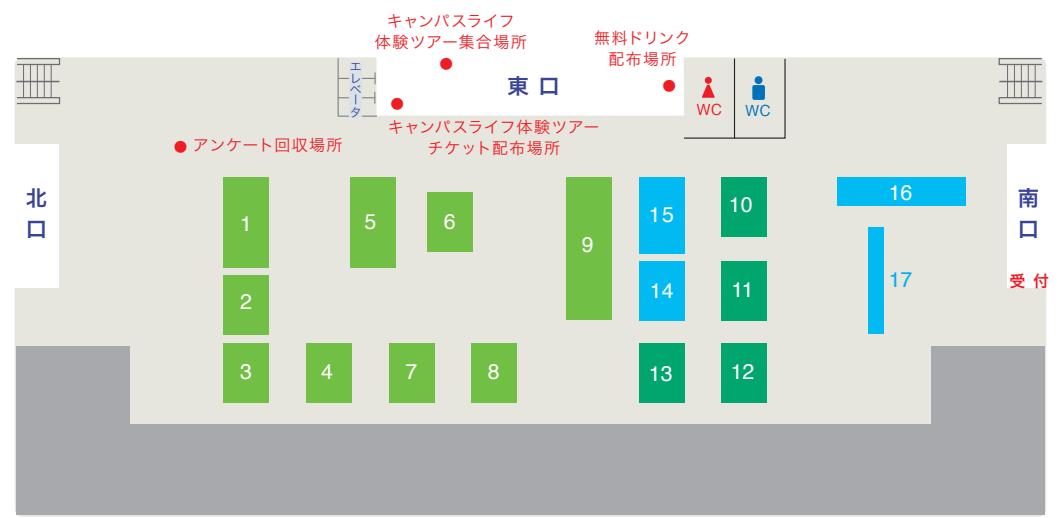 キャンパスライフ
体験ツアー集合場所
無料ドリンク
配布場所
エレベータ
東口
WC
WC
キャンパスライフ体験ツアー
チケット配布場所
アンケート回収場所
北口
南口
受付
1
5
6
9
15
10
16
2
14
11
17
3
4
7
8
13
12